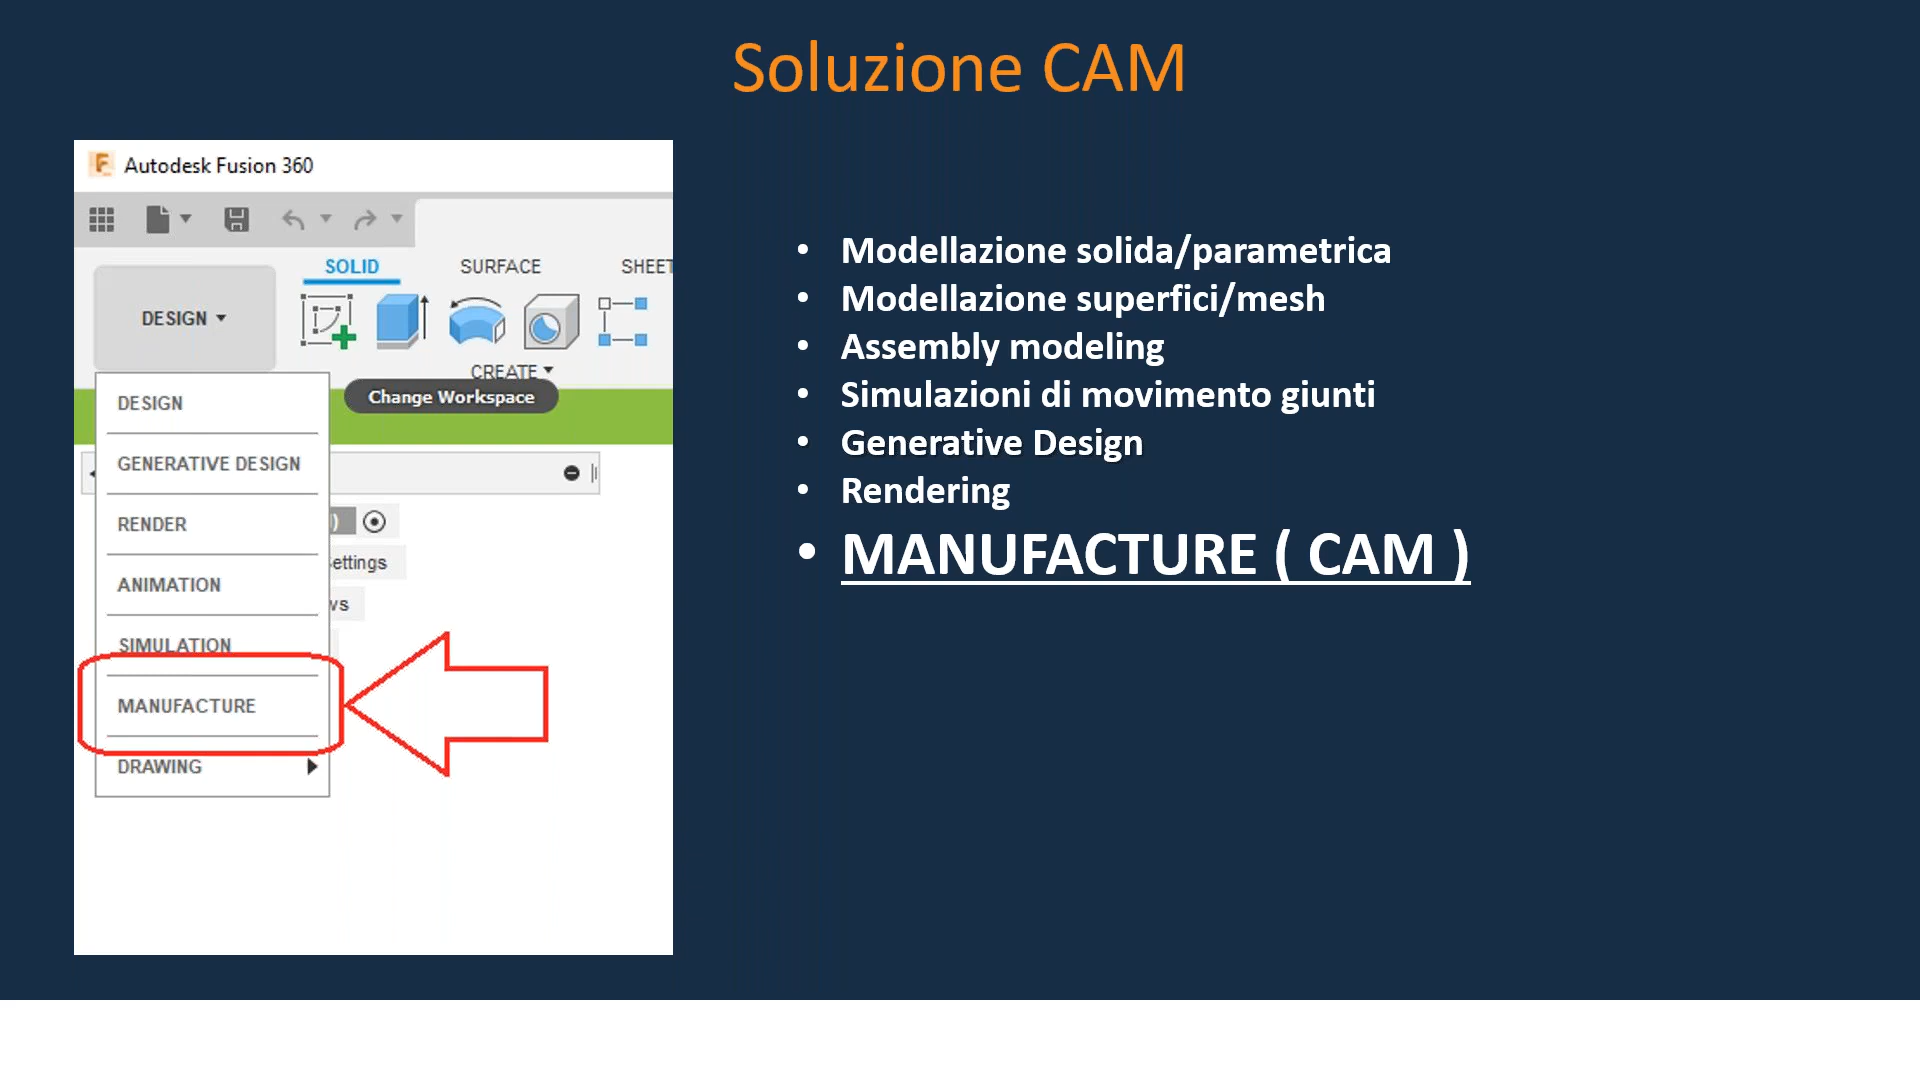 Soluzione CAM
Autodesk Fusion 360
SOLID SURFACE SHEET
DESIGN
CREATE
Change Workspace
DESIGN
GENERATIVE DESIGN
RENDER
ettings
ANIMATION
SIMULATION
MANUFACTURE
DRAWING
• Modellazione solida/parametrica
• Modellazione superfici/mesh
• Assembly modeling
• Simulazioni di movimento giunti
• Generative Design
• Rendering
• MANUFACTURE ( CAM )